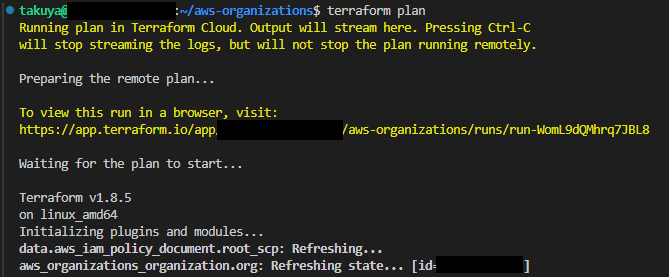 takuya@ :~/aws-organizations$ terraform plan
Running plan in Terraform Cloud. Output will stream here. Pressing Ctrl-C
will stop streaming the logs, but will not stop the plan running remotely.
Preparing the remote plan...
To view this run in a browser, visit:
https://app.terraform.io/app/ /aws-organizations/runs/run-WomL9dQMhrq7JBL8
Waiting for the plan to start...
Terraform v1.8.5
on linux_amd64
Initializing plugins and modules...
data.aws_iam_policy_document.root_scp: Refreshing...
aws_organizations_organization.org: Refreshing state... [id= ]